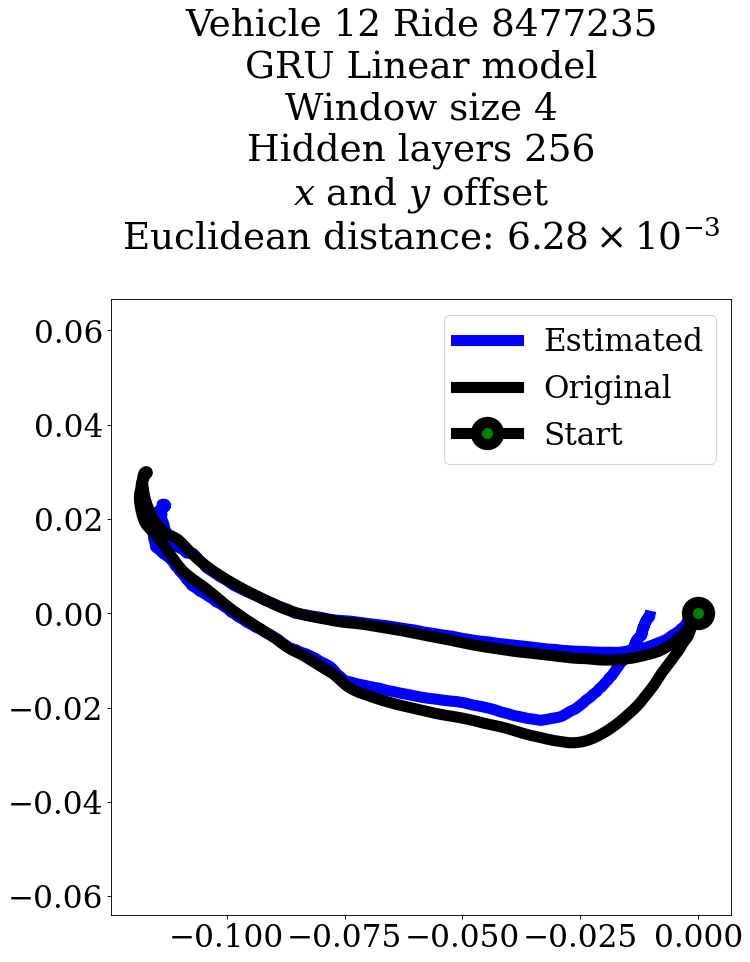 Vehicle 12 Ride 8477235
GRU Linear model
Window size 4
Hidden layers 256
x and y offset
Euclidean distance: 6.28 × 10⁻³
Estimated
Original
Start
0.06
0.04
0.02
0.00
−0.02
−0.04
−0.06
−0.100 −0.075 −0.050 −0.025 0.000